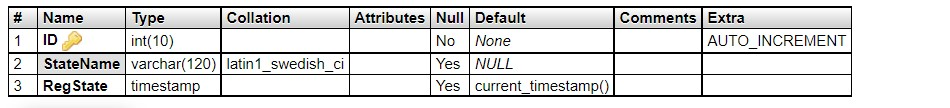 # Name Type Collation Attributes Null Default Comments Extra
1 ID int(10) No None AUTO_INCREMENT
2 StateName varchar(120) latin1_swedish_ci Yes NULL
3 RegState timestamp Yes current_timestamp()